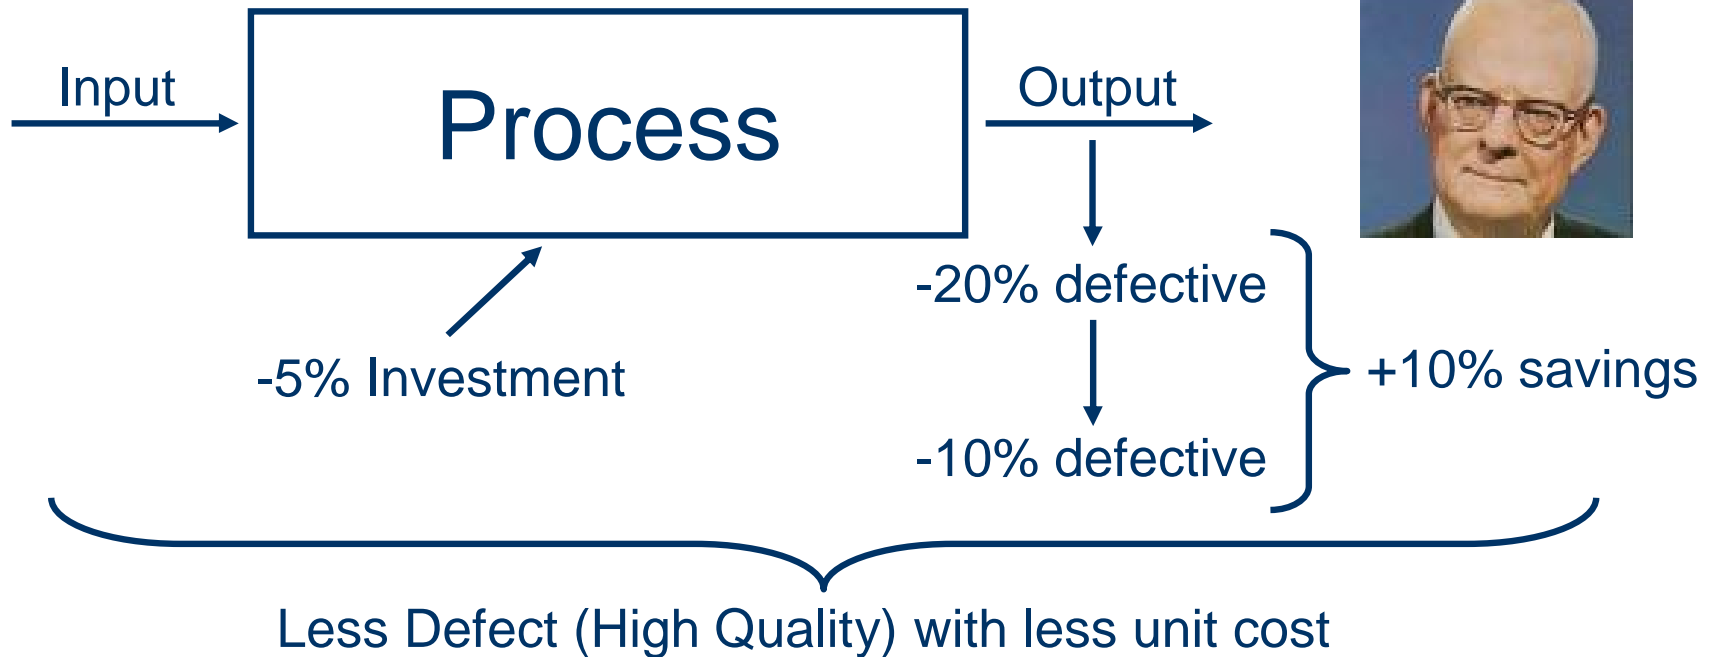 Input
Process
Output
-20% defective
-5% Investment
+10% savings
-10% defective
Less Defect (High Quality) with less unit cost